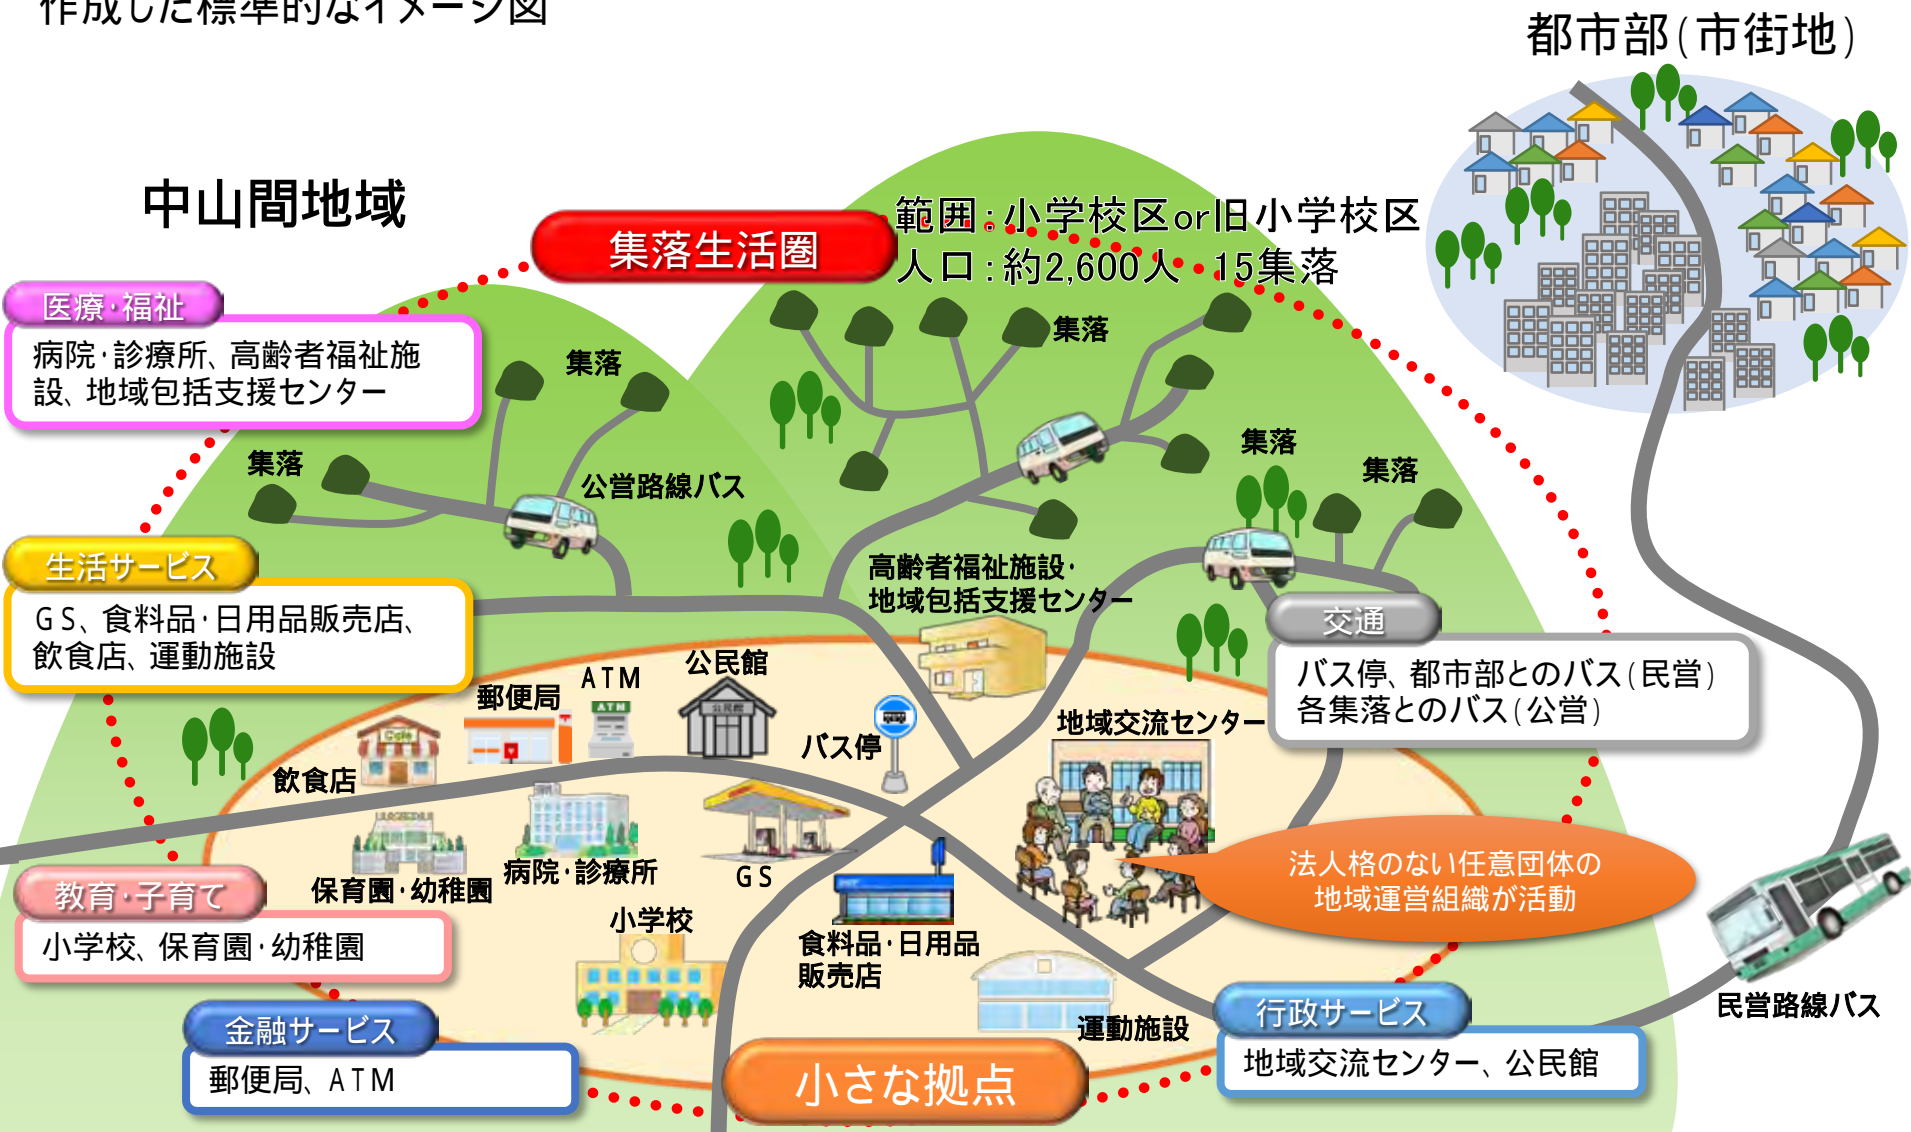 作成した標準的なイメージ図
都市部(市街地)
中山間地域
集落生活圏
範囲:小学校区or旧小学校区
人口:約2,600人 15集落
医療・福祉
病院・診療所、高齢者福祉施
設、地域包括支援センター
集落
集落
集落
集落
集落
公営路線バス
生活サービス
GS、食料品・日用品販売店、
飲食店、運動施設
高齢者福祉施設・
地域包括支援センター
交通
バス停、都市部とのバス(民営)
各集落とのバス(公営)
公民館
ATM
郵便局
ATM
公民館
Cafe
飲食店
バス停
地域交流センター
保育園・幼稚園
病院・診療所
GS
法人格のない任意団体の
地域運営組織が活動
教育・子育て
小学校、保育園・幼稚園
小学校
食料品・日用品
販売店
運動施設
民営路線バス
金融サービス
郵便局、ATM
行政サービス
地域交流センター、公民館
小さな拠点